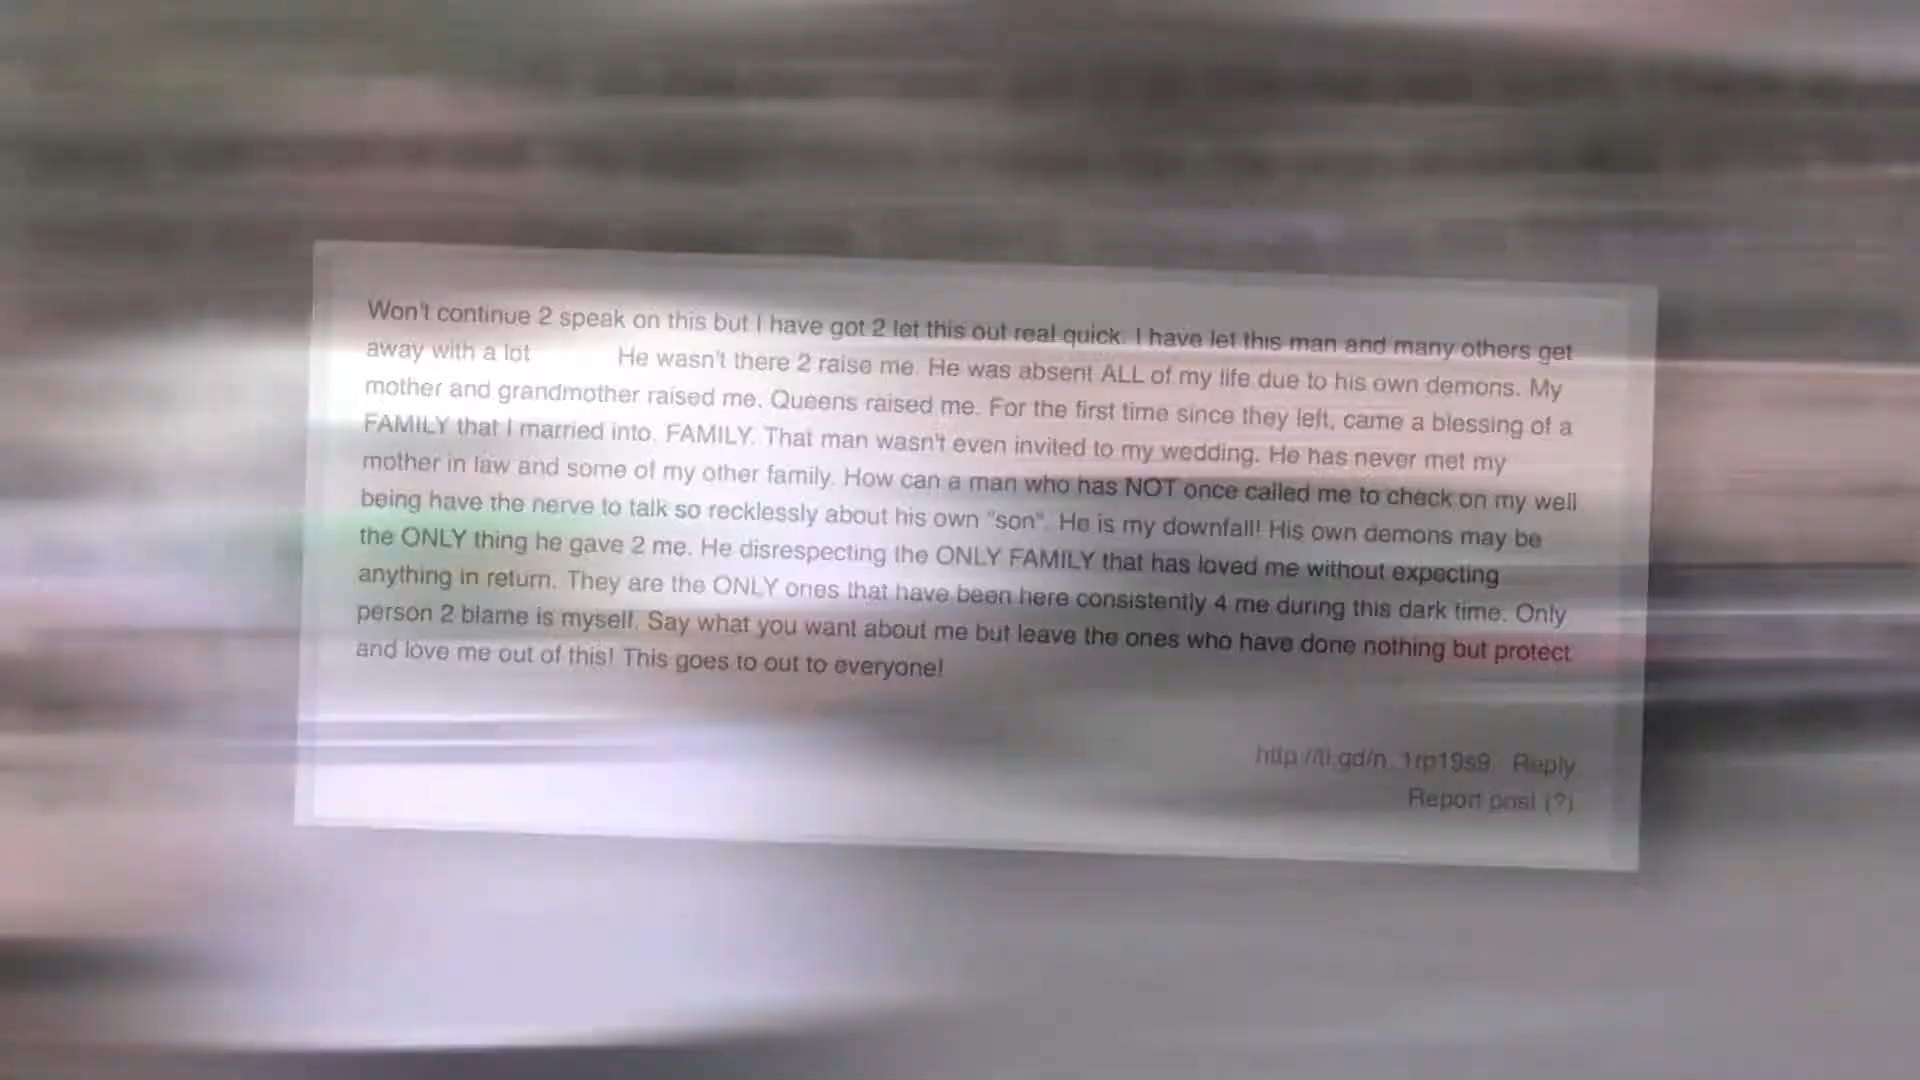 Won't continue 2 speak on this but I have got 2 let this out real quick. I have let this man and many others get
away with a lot He wasn't there 2 raise me. He was absent ALL of my life due to his own demons. My
mother and grandmother raised me. Queens raised me. For the first time since they left, came a blessing of a
FAMILY that I married into. FAMILY. That man wasn't even invited to my wedding. He has never met my
mother in law and some of my other family. How can a man who has NOT once called me to check on my well
being have the nerve to talk so recklessly about his own "son". He is my downfall! His own demons may be
the ONLY thing he gave 2 me. He disrespecting the ONLY FAMILY that has loved me without expecting
anything in return. They are the ONLY ones that have been here consistently 4 me during this dark time. Only
person 2 blame is myself. Say what you want about me but leave the ones who have done nothing but protect
and love me out of this! This goes to out to everyone!
Reply
Report post (?)